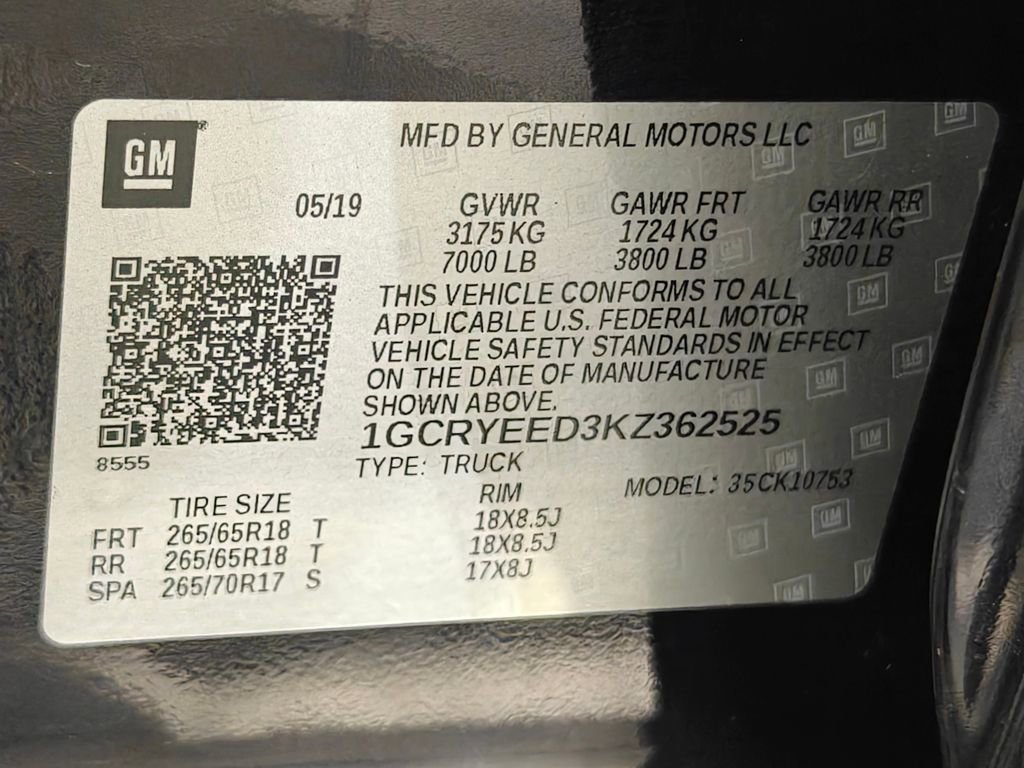 GM
MFD BY GENERAL MOTORS LLC
05/19 GVWR GAWR FRT GAWR RR
3175 KG 1724 KG 1724 KG
7000 LB 3800 LB 3800 LB
THIS VEHICLE CONFORMS TO ALL
APPLICABLE U.S. FEDERAL MOTOR
VEHICLE SAFETY STANDARDS IN EFFECT
ON THE DATE OF MANUFACTURE
SHOWN ABOVE.
1GCRYEED3KZ362525
8555
TYPE: TRUCK
MODEL: 35CK10753
TIRE SIZE RIM
FRT 265/65R18 T 18X8.5J
RR 265/65R18 T 18X8.5J
SPA 265/70R17 S 17X8J